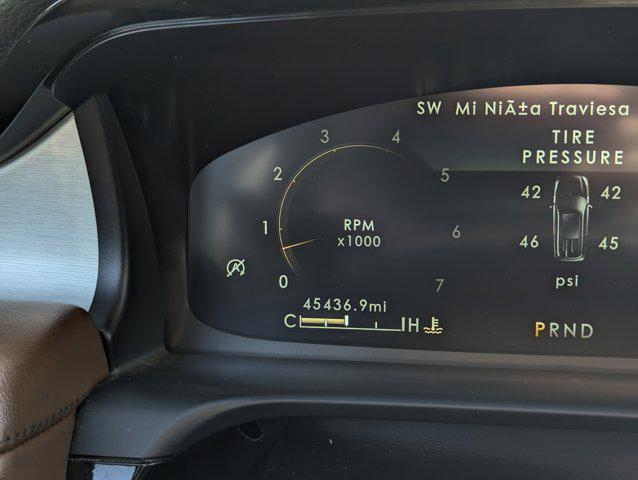 SW Mi NiÃ±a Traviesa
TIRE
PRESSURE
42 42
46 45
psi
0 1 2 3 4 5 6 7
RPM
x1000
45436.9mi
C H
PRND